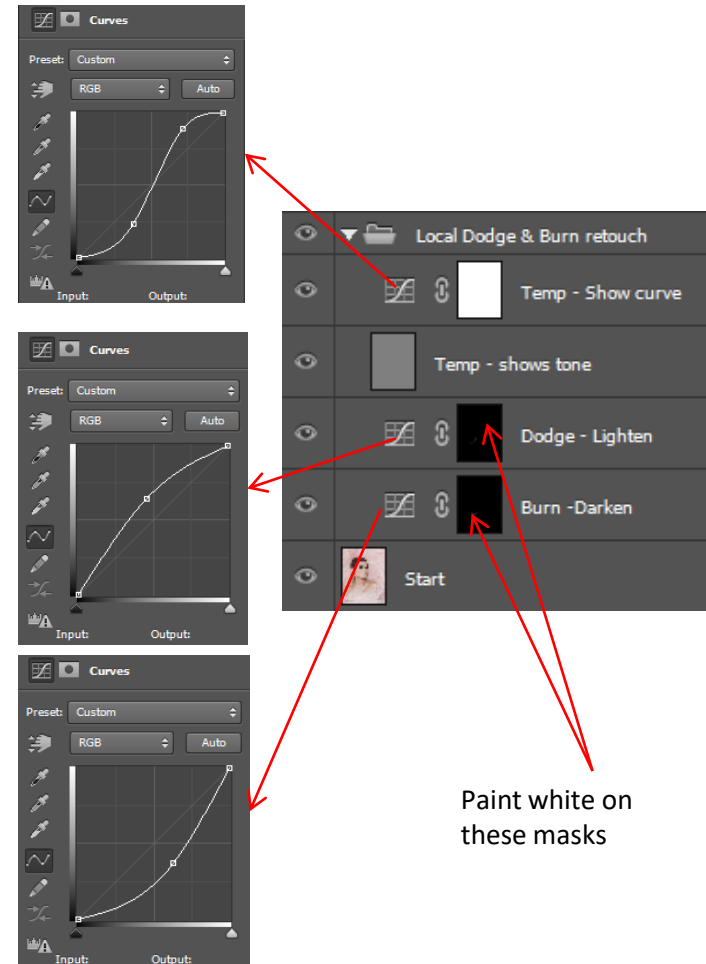 Curves
Preset: Custom
RGB Auto
Input: Output:
Local Dodge & Burn retouch
Temp - Show curve
Temp - shows tone
Dodge - Lighten
Burn -Darken
Start
Curves
Preset: Custom
RGB Auto
Input: Output:
Curves
Preset: Custom
RGB Auto
Input: Output:
Paint white on
these masks